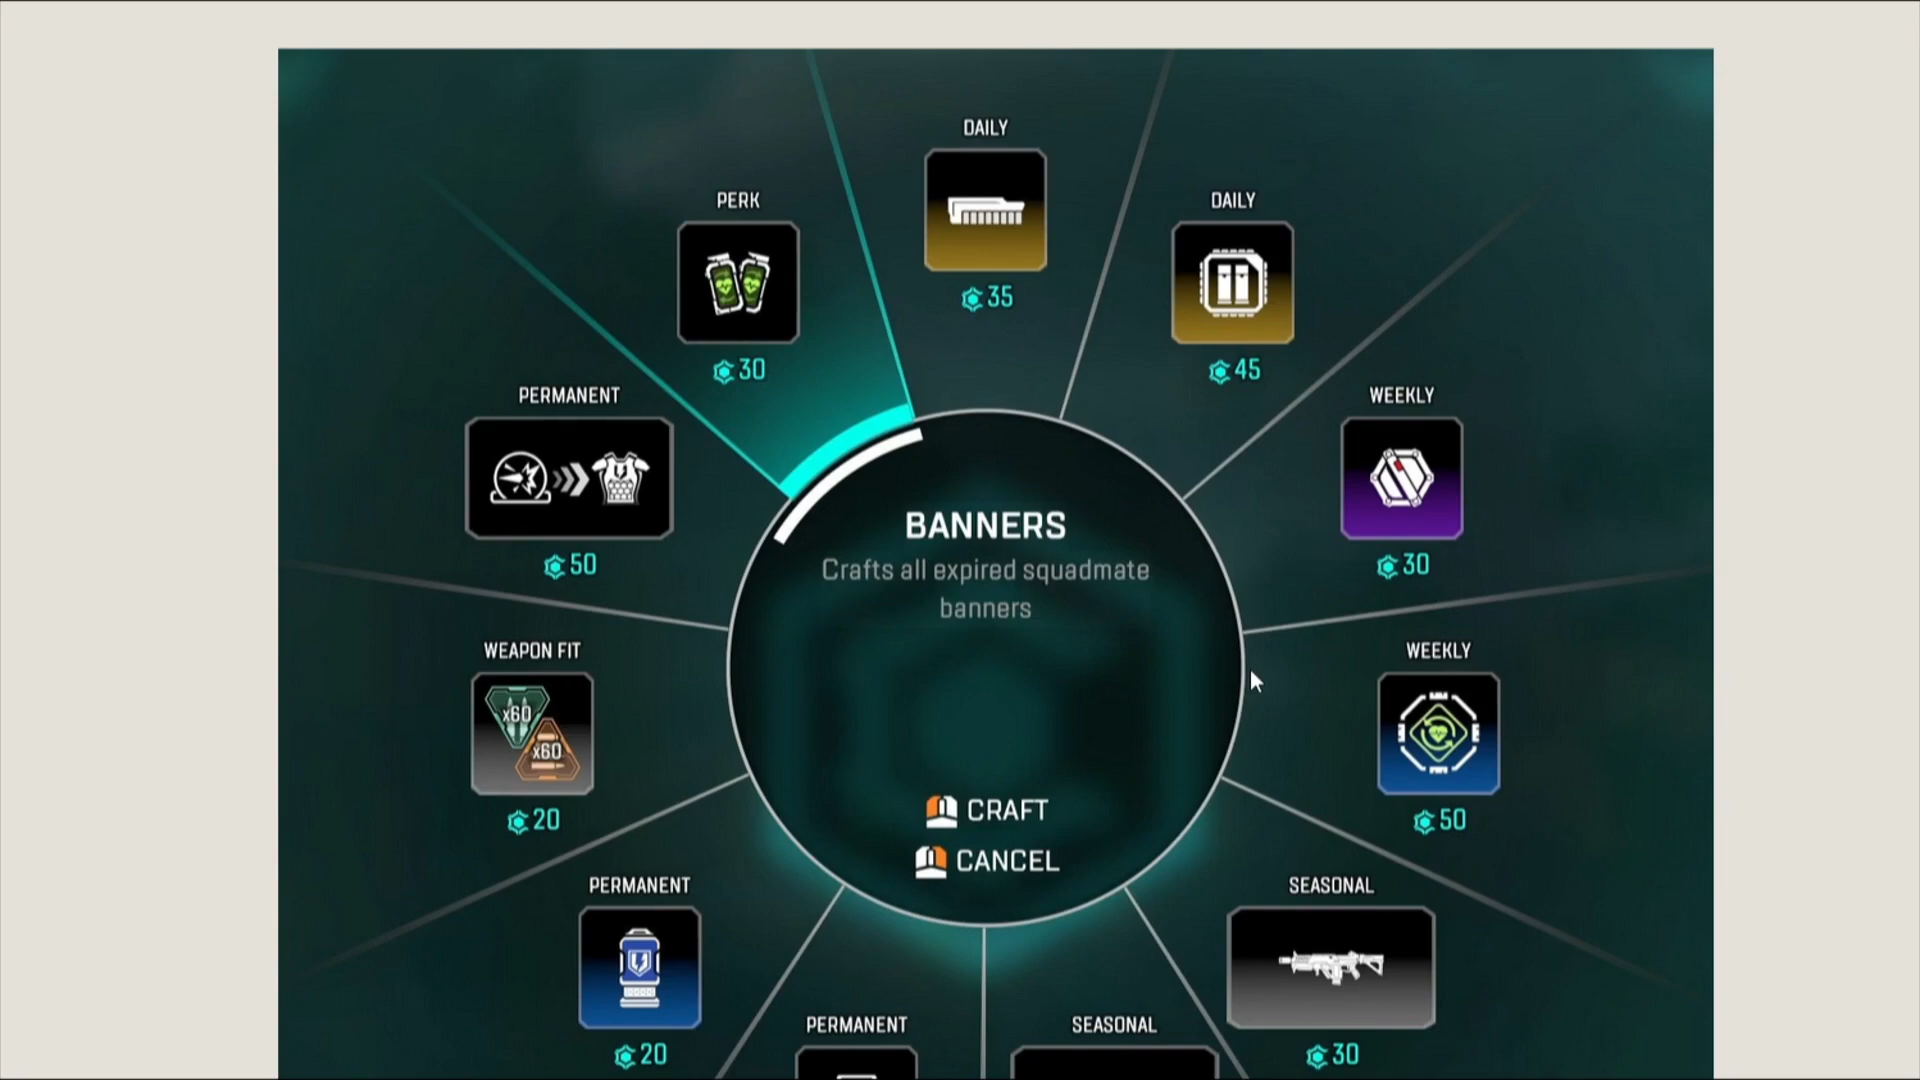 DAILY
35
PERK
30
DAILY
45
PERMANENT
50
WEEKLY
30
BANNERS
Crafts all expired squadmate
banners
WEAPON FIT
x60
x60
20
WEEKLY
50
CRAFT
CANCEL
PERMANENT
20
SEASONAL
30
PERMANENT
SEASONAL